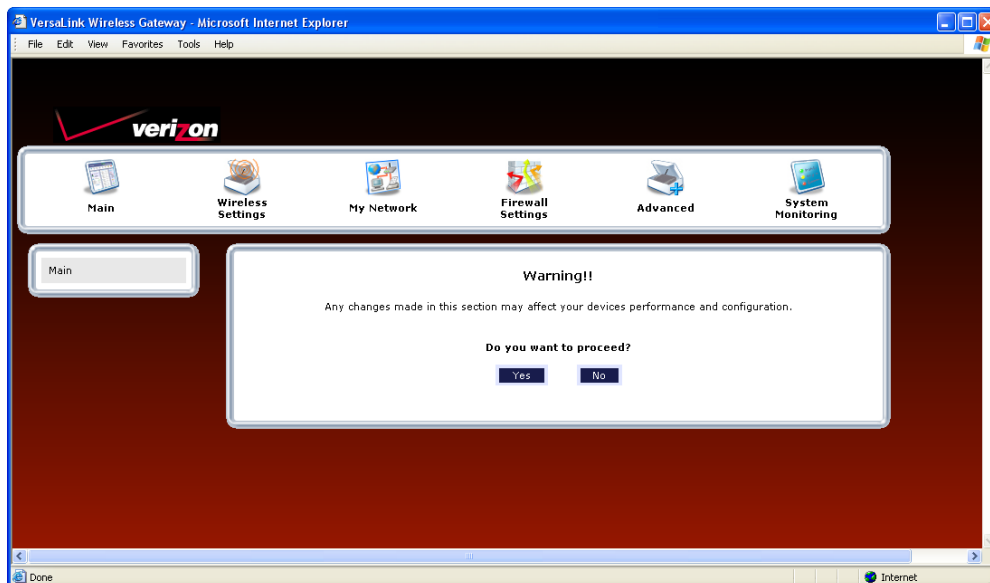 VersaLink Wireless Gateway - Microsoft Internet Explorer
File Edit View Favorites Tools Help
verizon
Main
Wireless Settings
My Network
Firewall Settings
Advanced
System Monitoring
Main
Warning!!
Any changes made in this section may affect your devices performance and configuration.
Do you want to proceed?
Yes No
Done Internet